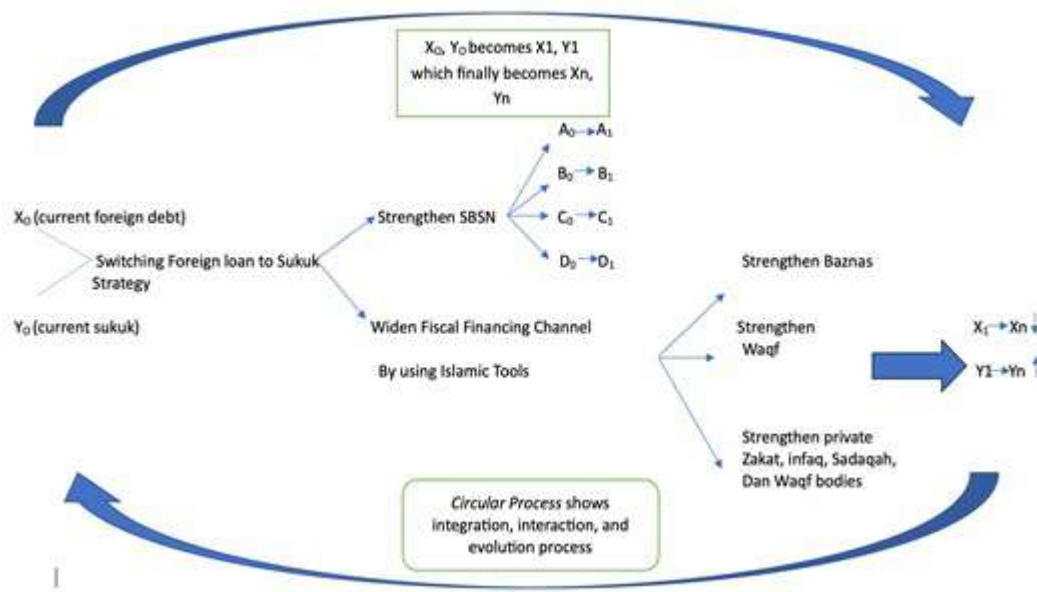 X₀, Y₀ becomes X1, Y1
which finally becomes Xn,
Yn
A₀ → A₁
B₀ → B₁
C₀ → C₁
D₀ → D₁
X₀ (current foreign debt)
Strengthen SBSN
Switching Foreign loan to Sukuk
Strategy
Y₀ (current sukuk)
Widen Fiscal Financing Channel
By using Islamic Tools
Strengthen Baznas
Strengthen
Waqf
Strengthen private
Zakat, infaq, Sadaqah,
Dan Waqf bodies
X₁ → Xn ↓
Y1 → Yn ↑
Circular Process shows
integration, interaction, and
evolution process